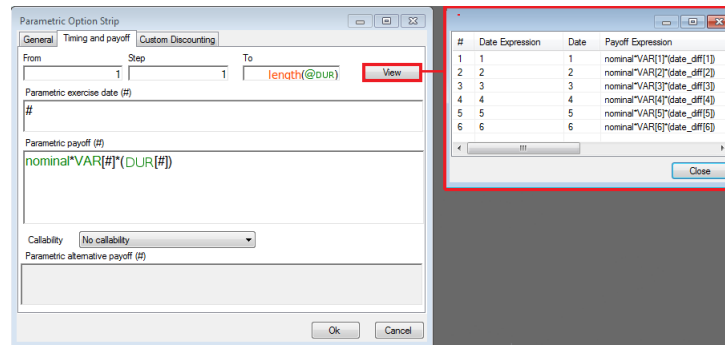 Parametric Option Strip
General Timing and payoff Custom Discounting
From Step To
1 1 length(@DUR) View
Parametric exercise date (#)
#
Parametric payoff (#)
nominal*VAR[#]*(DUR[#])
Callability No callability
Parametric alternative payoff (#)
Ok Cancel
# Date Expression Date Payoff Expression
1 1 1 nominal*VAR[1]*(date_diff[1])
2 2 2 nominal*VAR[2]*(date_diff[2])
3 3 3 nominal*VAR[3]*(date_diff[3])
4 4 4 nominal*VAR[4]*(date_diff[4])
5 5 5 nominal*VAR[5]*(date_diff[5])
6 6 6 nominal*VAR[6]*(date_diff[6])
Close